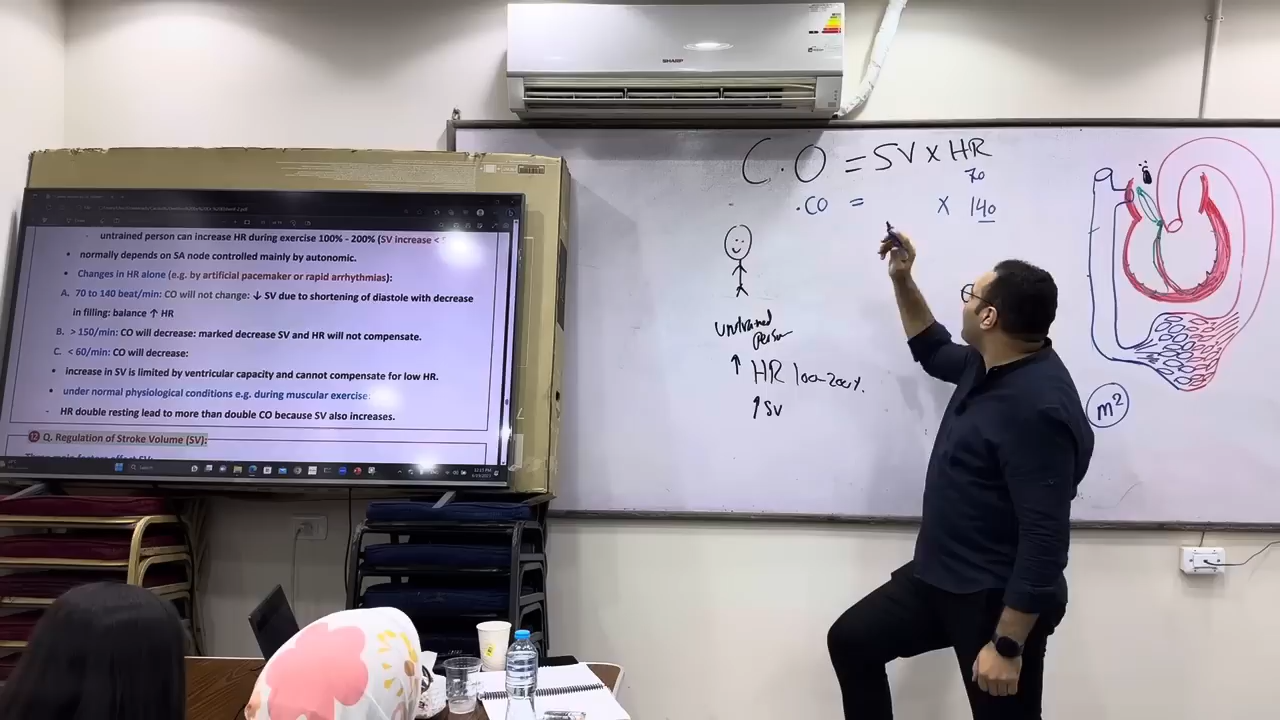 SHARP
untrained person can increase HR during exercise 100% - 200% (SV increase <
• normally depends on SA node controlled mainly by autonomic.
• Changes in HR alone (e.g. by artificial pacemaker or rapid arrhythmias):
A. 70 to 140 beat/min: CO will not change: ↓ SV due to shortening of diastole with decrease
in filling: balance ↑ HR
B. > 150/min: CO will decrease: marked decrease SV and HR will not compensate.
C. < 60/min: CO will decrease:
• increase in SV is limited by ventricular capacity and cannot compensate for low HR.
• under normal physiological conditions e.g. during muscular exercise
- HR double resting lead to more than double CO because SV also increases.
12 Q. Regulation of Stroke Volume (SV):
Search
C.O = SV x HR
70
.CO = x 140
untrained
person
↑ HR 100-200%
↑ SV
m²